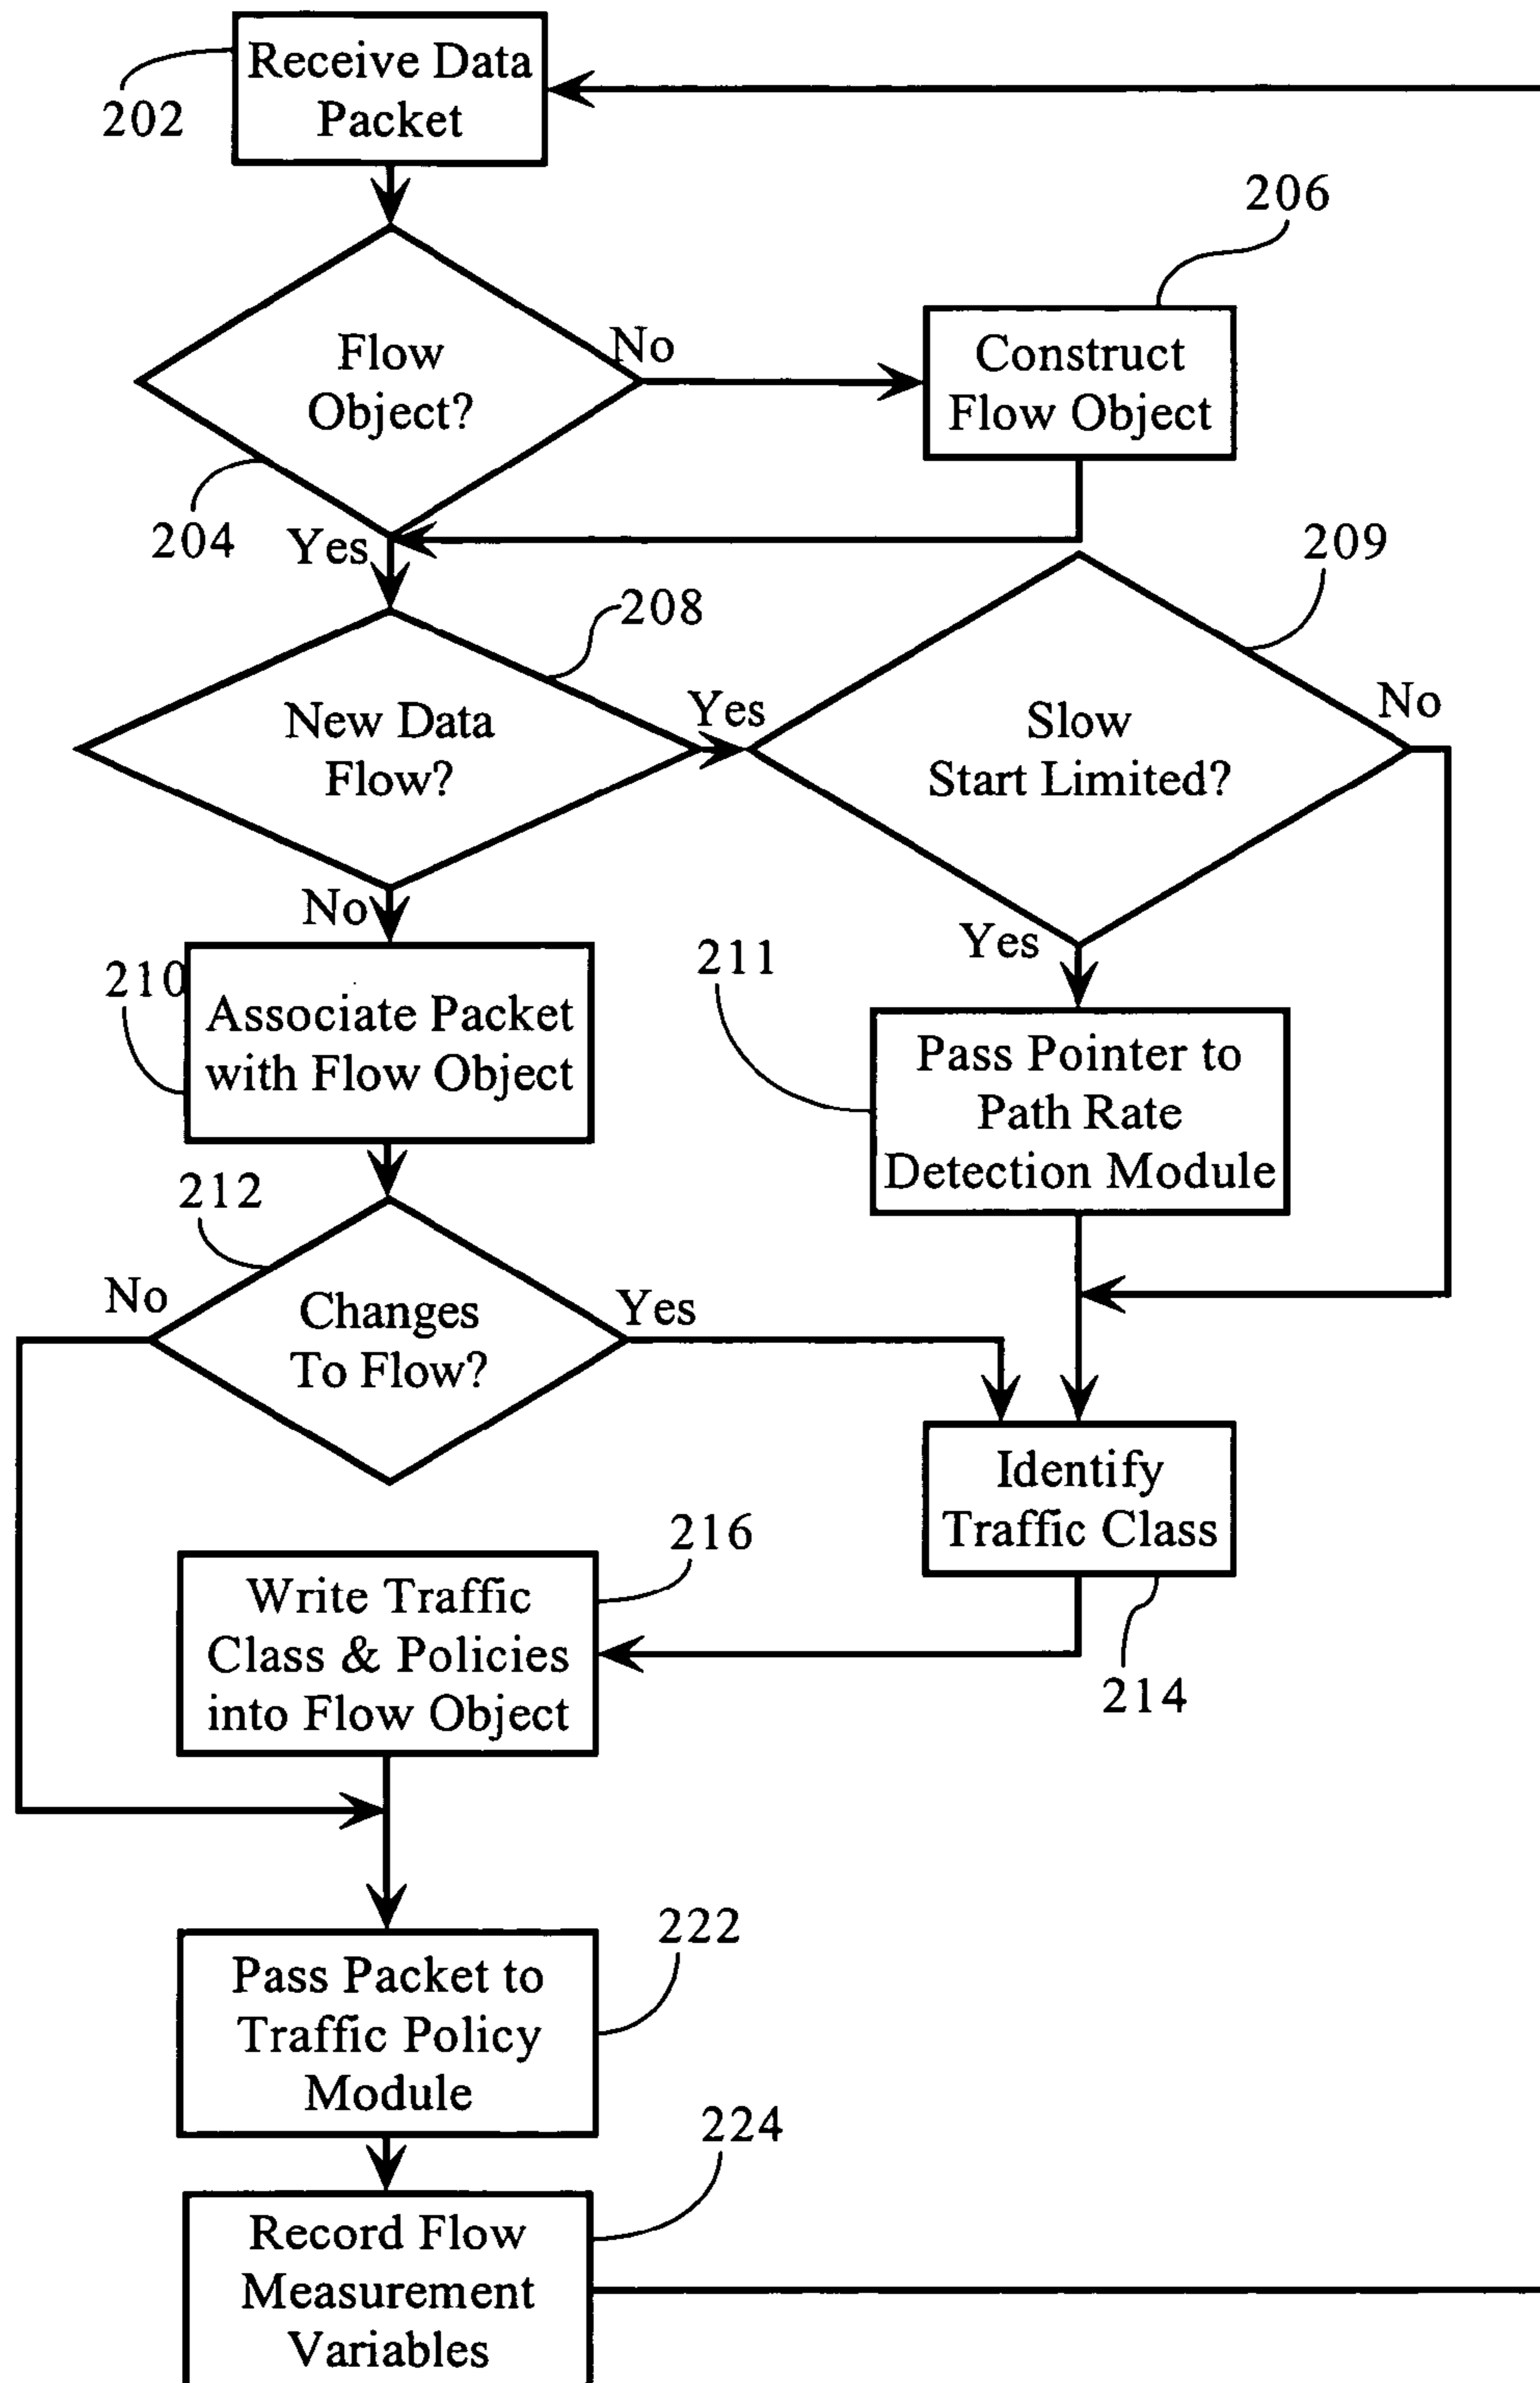 Receive Data
Packet
202
206
Flow
Object?
No
Construct
Flow Object
204
Yes
209
208
New Data
Flow?
Yes
Slow
Start Limited?
No
No
Yes
210
Associate Packet
with Flow Object
211
Pass Pointer to
Path Rate
Detection Module
212
No
Changes
To Flow?
Yes
Identify
Traffic Class
214
216
Write Traffic
Class & Policies
into Flow Object
222
Pass Packet to
Traffic Policy
Module
224
Record Flow
Measurement
Variables